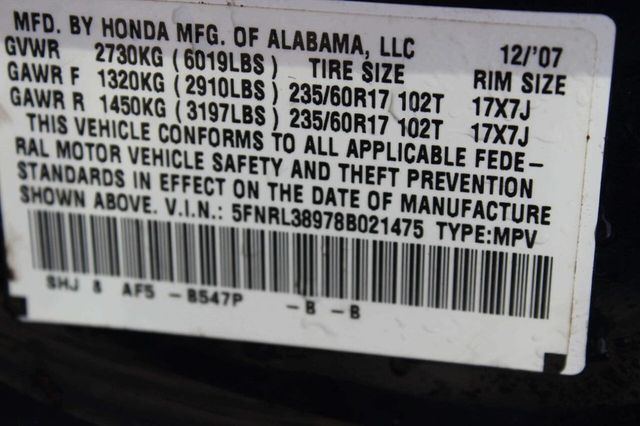 MFD. BY HONDA MFG. OF ALABAMA, LLC 12/'07
GVWR 2730KG (6019LBS) TIRE SIZE RIM SIZE
GAWR F 1320KG (2910LBS) 235/60R17 102T 17X7J
GAWR R 1450KG (3197LBS) 235/60R17 102T 17X7J
THIS VEHICLE CONFORMS TO ALL APPLICABLE FEDE-
RAL MOTOR VEHICLE SAFETY AND THEFT PREVENTION
STANDARDS IN EFFECT ON THE DATE OF MANUFACTURE
SHOWN ABOVE. V.I.N.: 5FNRL38978B021475 TYPE:MPV
SHJ 8 AF5 - B547P - B - B